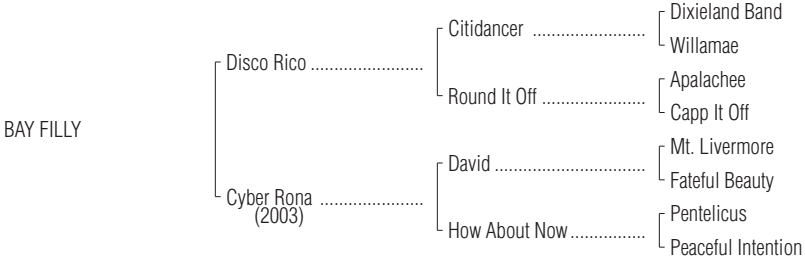 Dixieland Band
Citidancer ........................
Willamae
Disco Rico ........................
Apalachee
Round It Off ......................
Capp It Off
BAY FILLY
Mt. Livermore
David ................................
Fateful Beauty
Cyber Rona ......................
(2003)
Pentelicus
How About Now................
Peaceful Intention